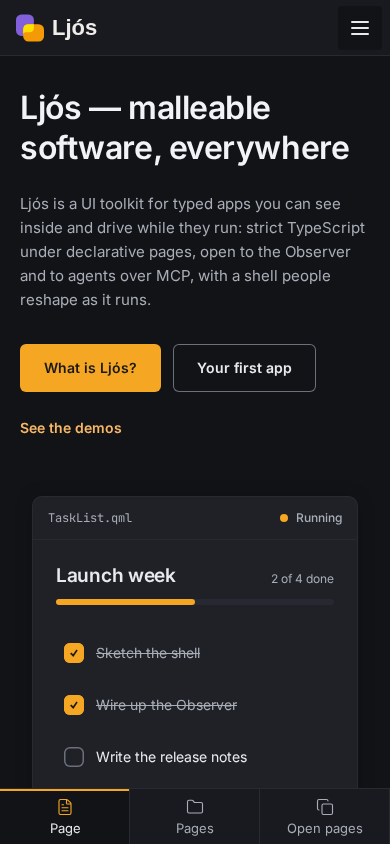 Ljós
Ljós — malleable
software, everywhere
Ljós is a UI toolkit for typed apps you can see
inside and drive while they run: strict TypeScript
under declarative pages, open to the Observer
and to agents over MCP, with a shell people
reshape as it runs.
What is Ljós?
Your first app
See the demos
TaskList.qml
Running
Launch week
2 of 4 done
Sketch the shell
Wire up the Observer
Write the release notes
Page
Pages
Open pages